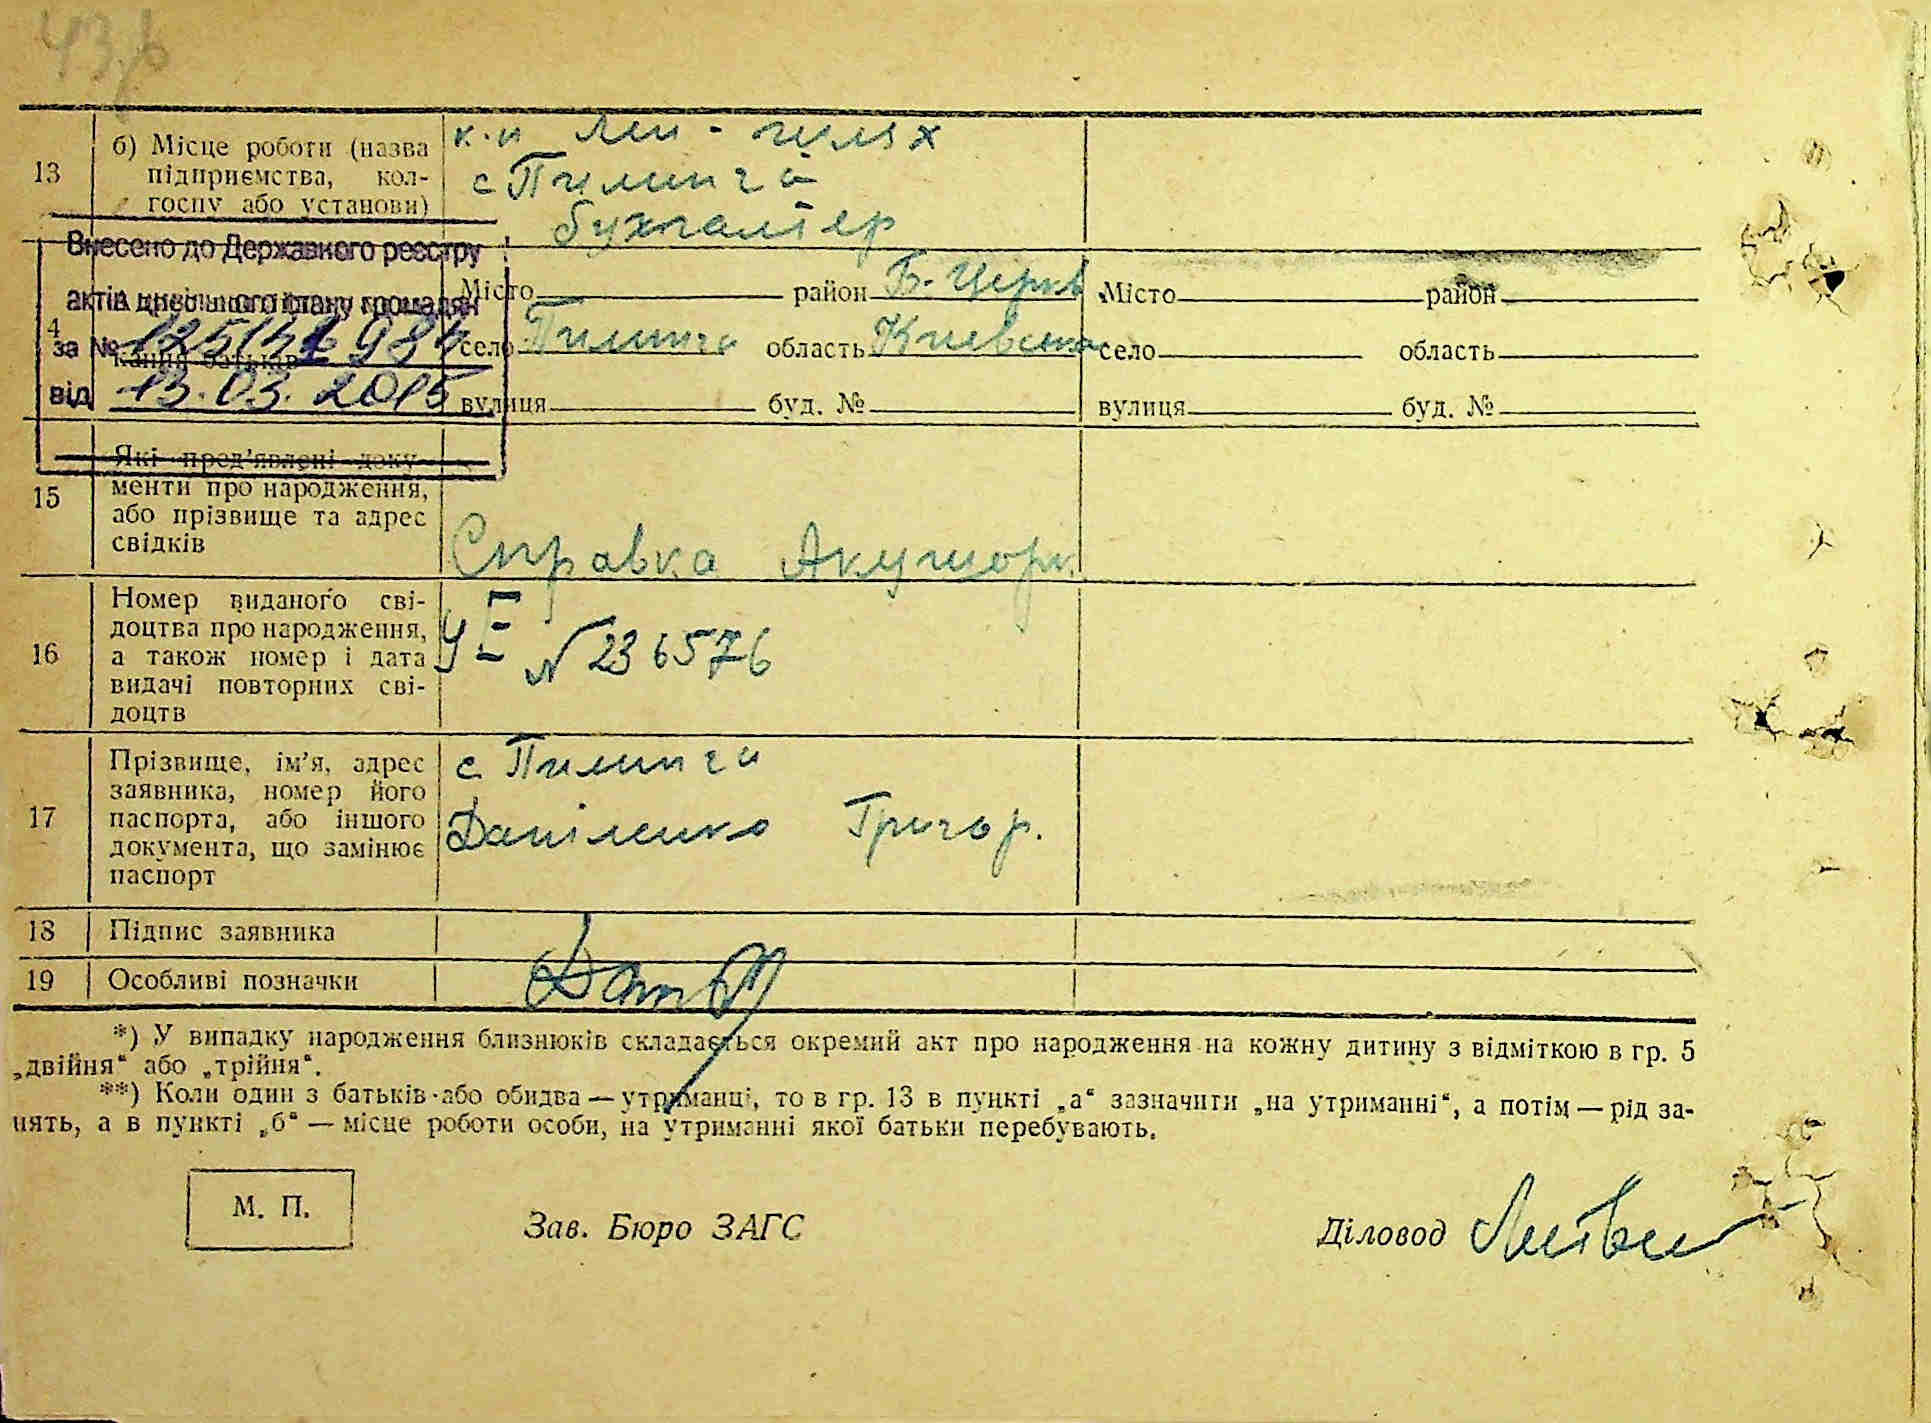 43
13
б) Місце роботи (назва
підприємства, кол-
госпу або установи)
с Пилипча
бухгалтер
Внесено до Державного реєстру
актів цивільного стану громадян
за №
від 13.03.2015
Місто район Б-Церкв
село Пилипча область Киевська
вулиця буд. №
Місто район
село область
вулиця буд. №
15
Які пред’явлені доку-
менти про народження,
або прізвище та адрес
свідків
Справка Акушорк
16
Номер виданого сві-
доцтва про народження,
а також номер і дата
видачі повторних сві-
доцтв
№ 236576
17
Прізвище, ім’я, адрес
заявника, номер його
паспорта, або іншого
документа, що замінює
паспорт
с Пилипча
Даніленко Григор.
18 Підпис заявника
19 Особливі позначки
*) У випадку народження близнюків складається окремий акт про народження на кожну дитину з відміткою в гр. 5
„двійня“ або „трійня“.
**) Коли один з батьків або обидва — утриманці, то в гр. 13 в пункті „а“ зазначити „на утриманні“, а потім — рід за-
нять, а в пункті „б“ — місце роботи особи, на утриманні якої батьки перебувають.
М. П.
Зав. Бюро ЗАГС
Діловод